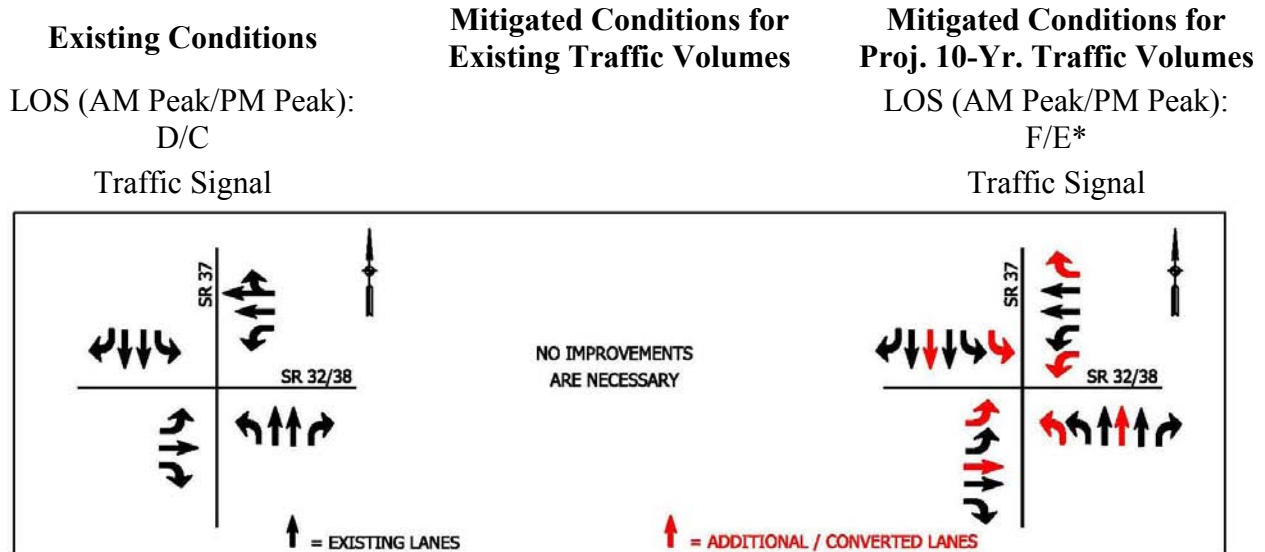 Existing Conditions
Mitigated Conditions for
Existing Traffic Volumes
Mitigated Conditions for
Proj. 10-Yr. Traffic Volumes
LOS (AM Peak/PM Peak):
D/C
Traffic Signal
LOS (AM Peak/PM Peak):
F/E*
Traffic Signal
SR 37
SR 32/38
NO IMPROVEMENTS
ARE NECESSARY
SR 37
SR 32/38
= EXISTING LANES
= ADDITIONAL / CONVERTED LANES